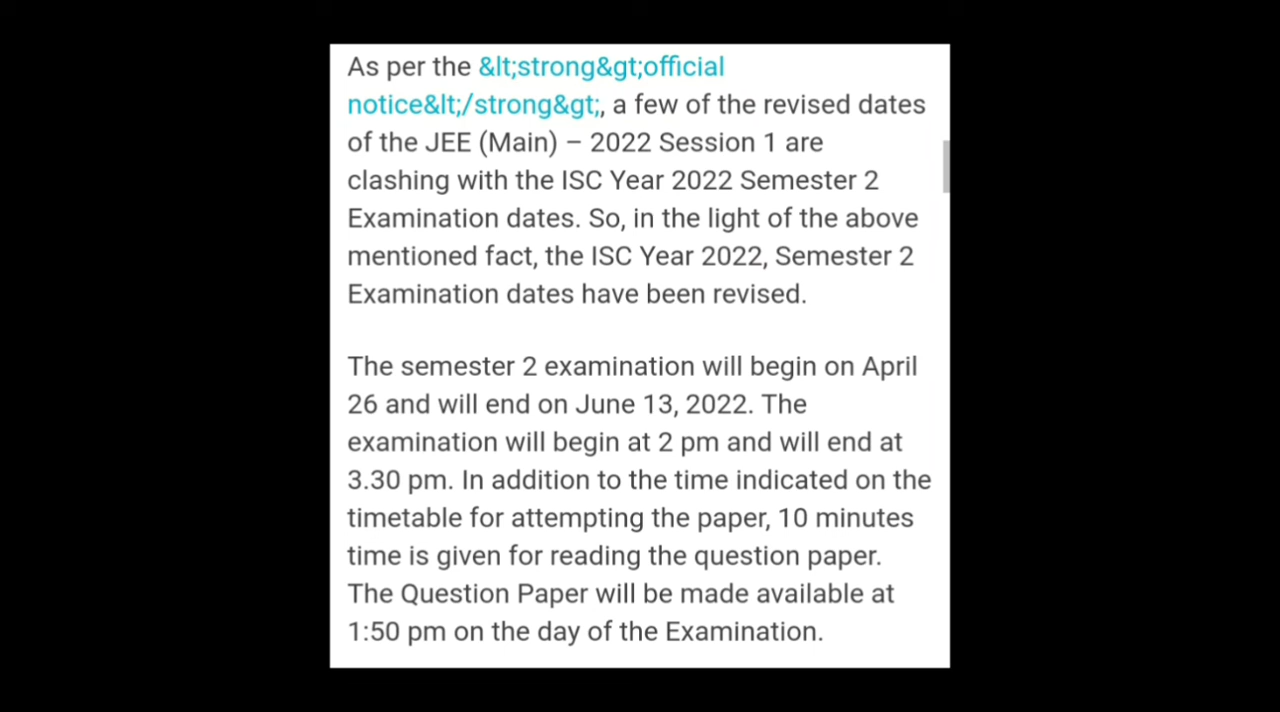 As per the &lt;strong&gt;official
notice&lt;/strong&gt;, a few of the revised dates
of the JEE (Main) – 2022 Session 1 are
clashing with the ISC Year 2022 Semester 2
Examination dates. So, in the light of the above
mentioned fact, the ISC Year 2022, Semester 2
Examination dates have been revised.
The semester 2 examination will begin on April
26 and will end on June 13, 2022. The
examination will begin at 2 pm and will end at
3.30 pm. In addition to the time indicated on the
timetable for attempting the paper, 10 minutes
time is given for reading the question paper.
The Question Paper will be made available at
1:50 pm on the day of the Examination.